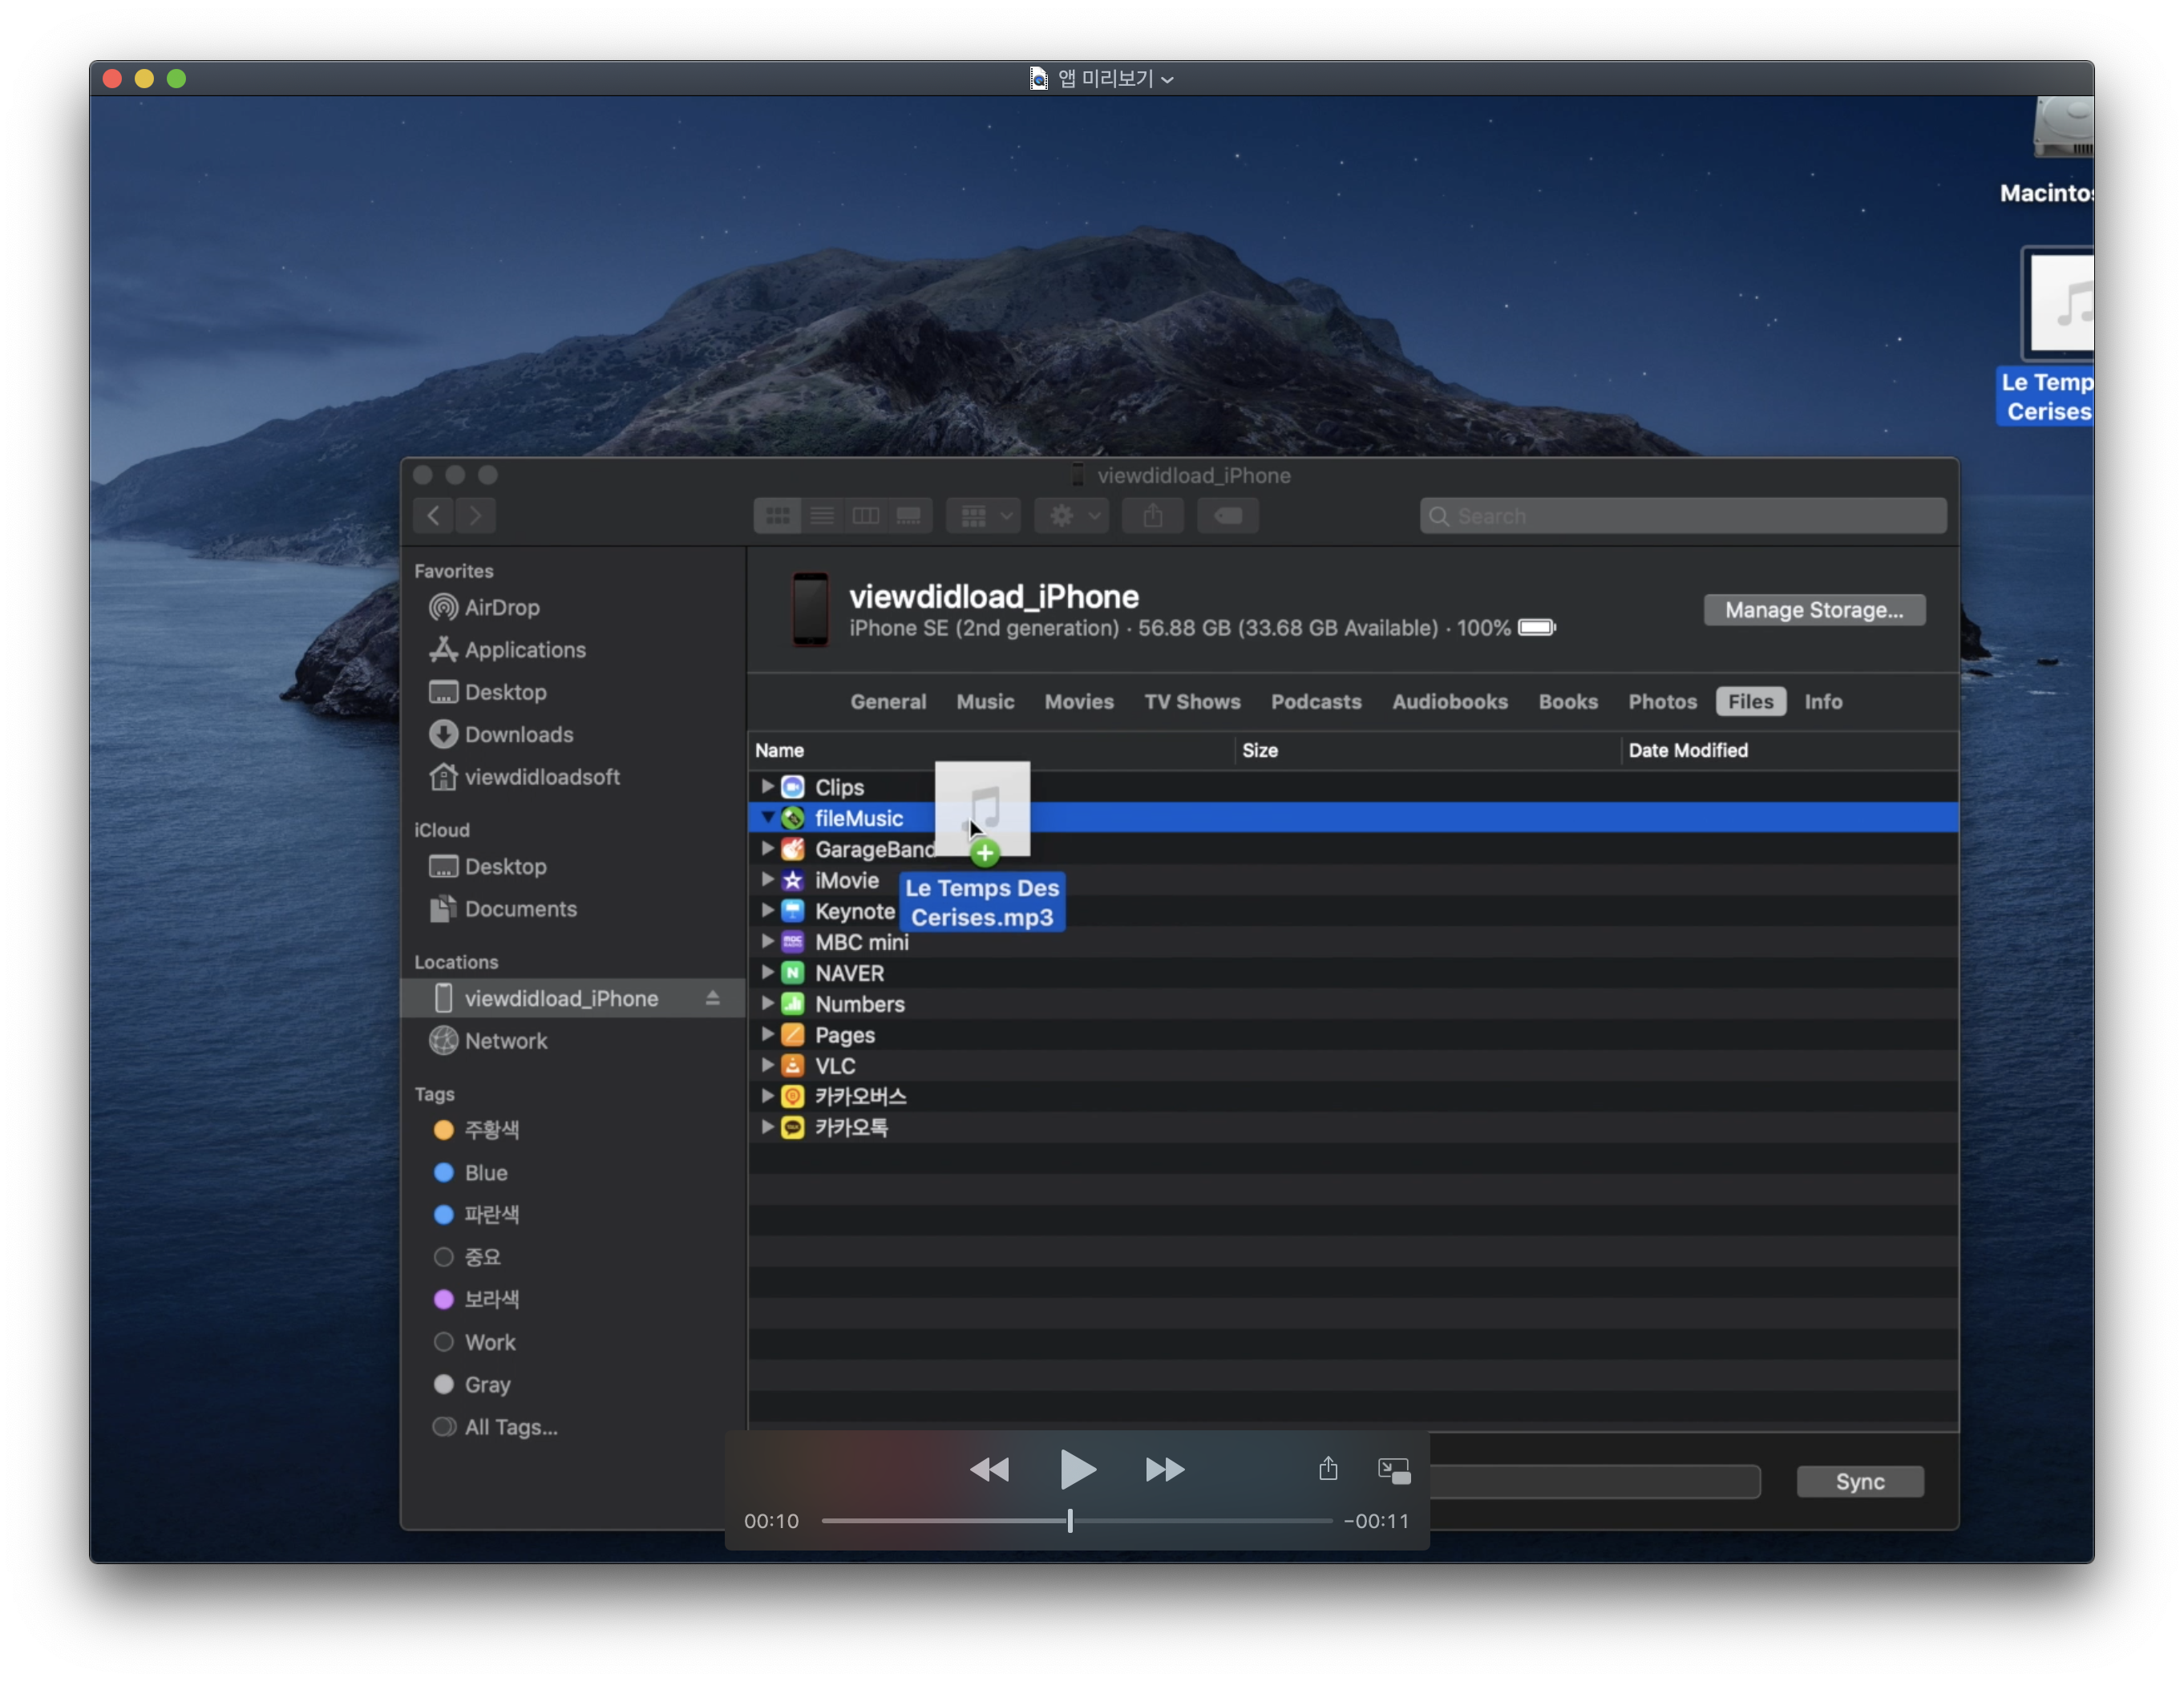 앱 미리보기
Macintos
Le Temp
Cerises
viewdidload_iPhone
Search
Favorites
AirDrop
Applications
Desktop
Downloads
viewdidloadsoft
iCloud
Desktop
Documents
Locations
viewdidload_iPhone
Network
Tags
주황색
Blue
파란색
중요
보라색
Work
Gray
All Tags...
viewdidload_iPhone
iPhone SE (2nd generation) · 56.88 GB (33.68 GB Available) · 100%
Manage Storage...
General Music Movies TV Shows Podcasts Audiobooks Books Photos Files Info
Name Size Date Modified
Clips
fileMusic
GarageBand
iMovie
Keynote
Le Temps Des
Cerises.mp3
MBC mini
NAVER
Numbers
Pages
VLC
카카오버스
카카오톡
Sync
00:10 -00:11